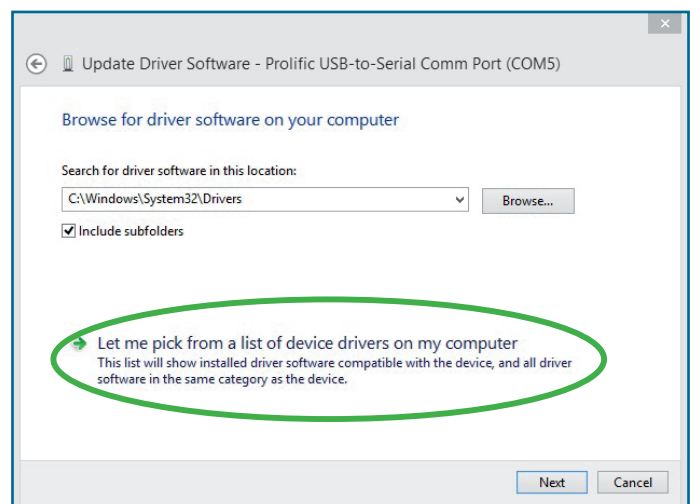 Update Driver Software - Prolific USB-to-Serial Comm Port (COM5)
Browse for driver software on your computer
Search for driver software in this location:
C:\Windows\System32\Drivers
Browse...
Include subfolders
Let me pick from a list of device drivers on my computer
This list will show installed driver software compatible with the device, and all driver
software in the same category as the device.
Next Cancel